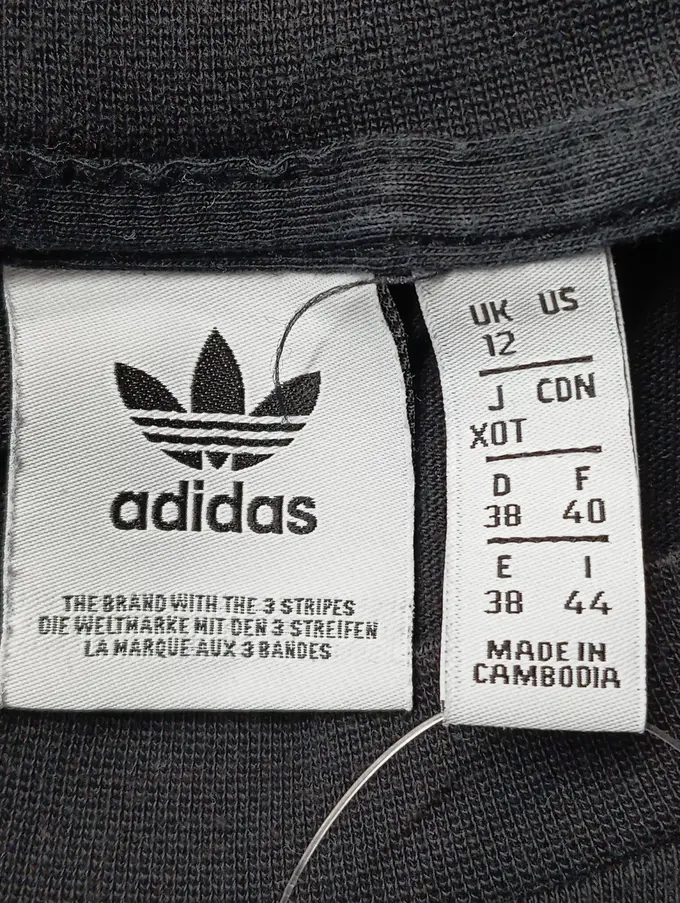 adidas
THE BRAND WITH THE 3 STRIPES
DIE WELTMARKE MIT DEN 3 STREIFEN
LA MARQUE AUX 3 BANDES
UK US
12
J CDN
XOT
D F
38 40
E I
38 44
MADE IN
CAMBODIA